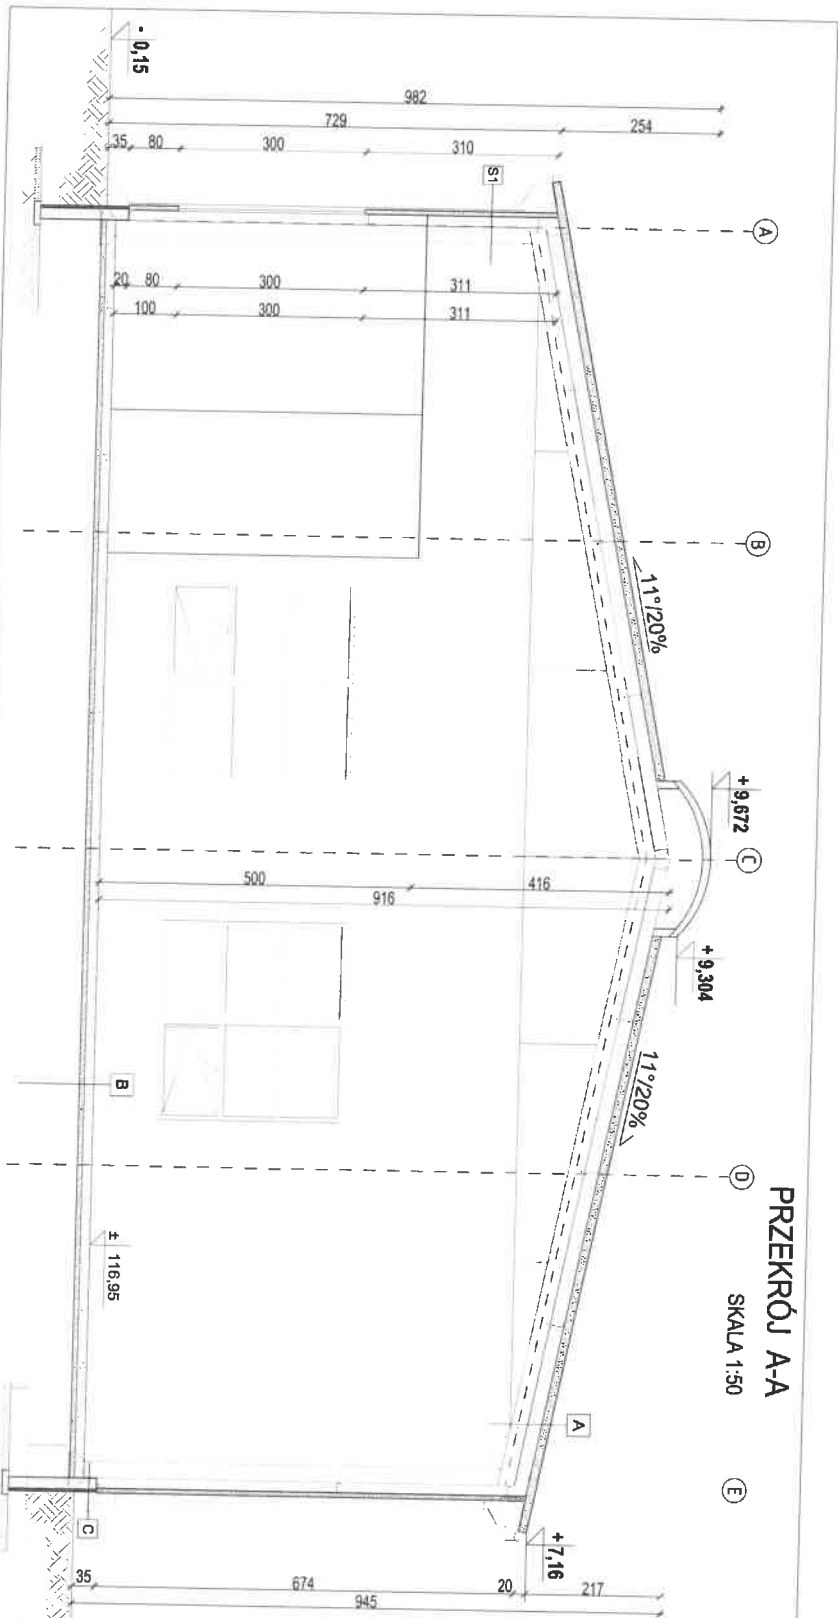 PRZEKRÓJ A-A
SKALA 1:50
A
B
C
D
E
+ 9,672
+ 9,304
11°/20%
11°/20%
+ 7,16
- 0,15
± 116,95
S1
A
B
C
982
729
254
35
80
300
310
20
80
300
311
100
300
311
500
416
916
35
674
20
217
945